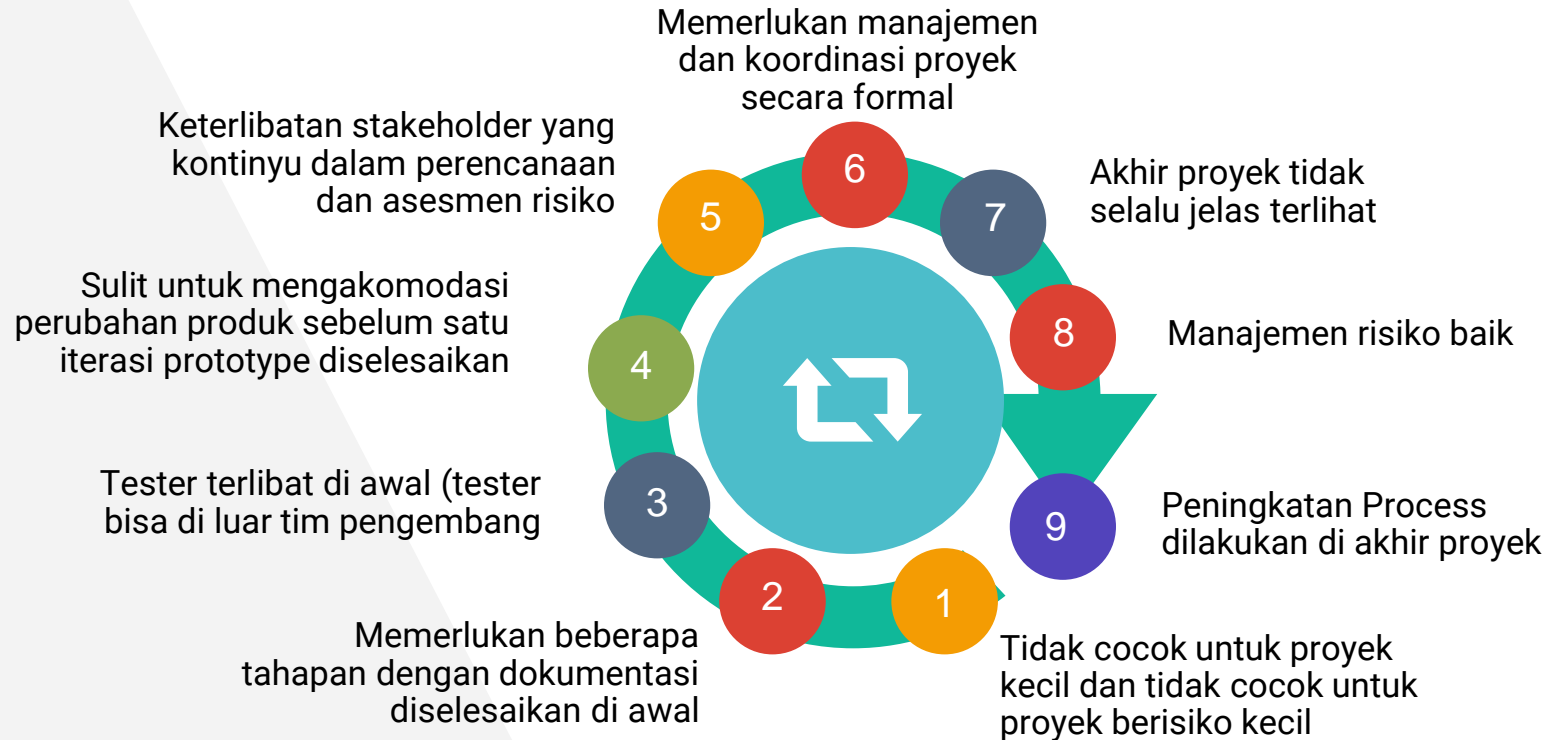 Memerlukan manajemen
dan koordinasi proyek
secara formal
Keterlibatan stakeholder yang
kontinyu dalam perencanaan
dan asesmen risiko
6
Akhir proyek tidak
selalu jelas terlihat
5
7
Sulit untuk mengakomodasi
perubahan produk sebelum satu
iterasi prototype diselesaikan
8
Manajemen risiko baik
4
Tester terlibat di awal (tester
bisa di luar tim pengembang
3
9
Peningkatan Process
dilakukan di akhir proyek
2
1
Memerlukan beberapa
tahapan dengan dokumentasi
diselesaikan di awal
Tidak cocok untuk proyek
kecil dan tidak cocok untuk
proyek berisiko kecil